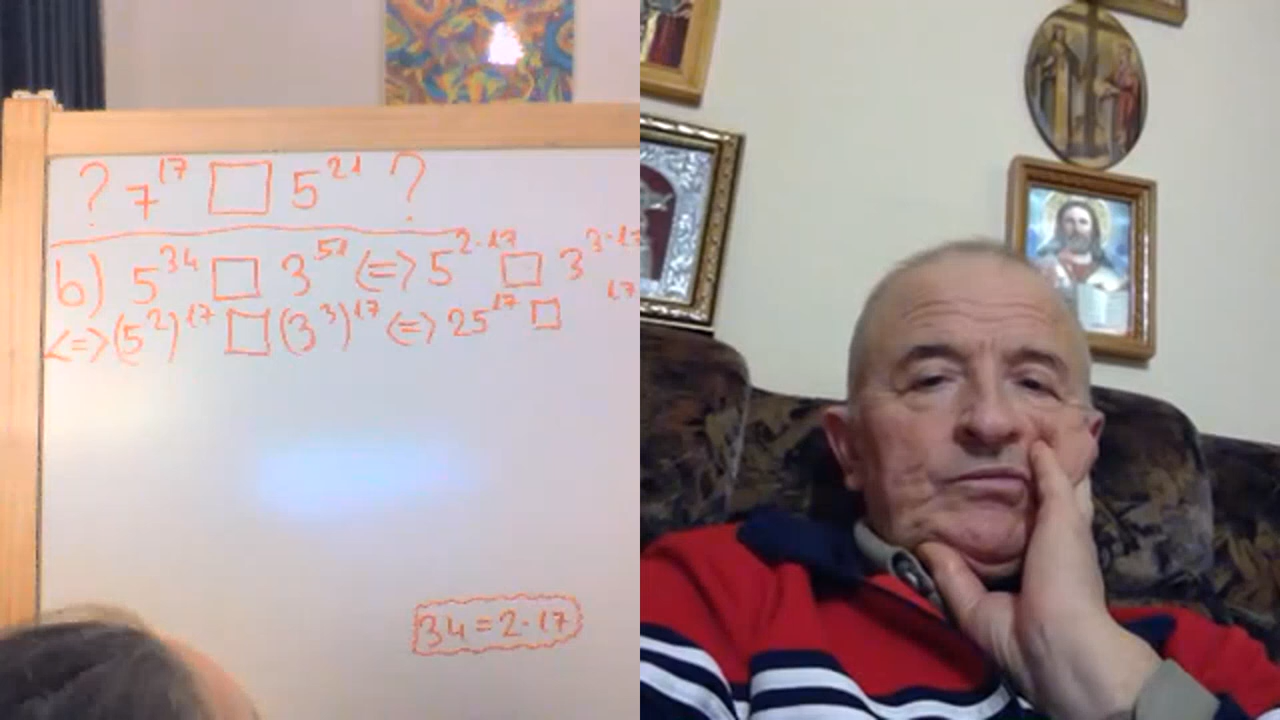 ? 7^17 □ 5^21 ?
b) 5^34 □ 3^51 <=> 5^2·17 □ 3^3·17
<=> (5^2)^17 □ (3^3)^17 <=> 25^17 □ ^17
34 = 2·17